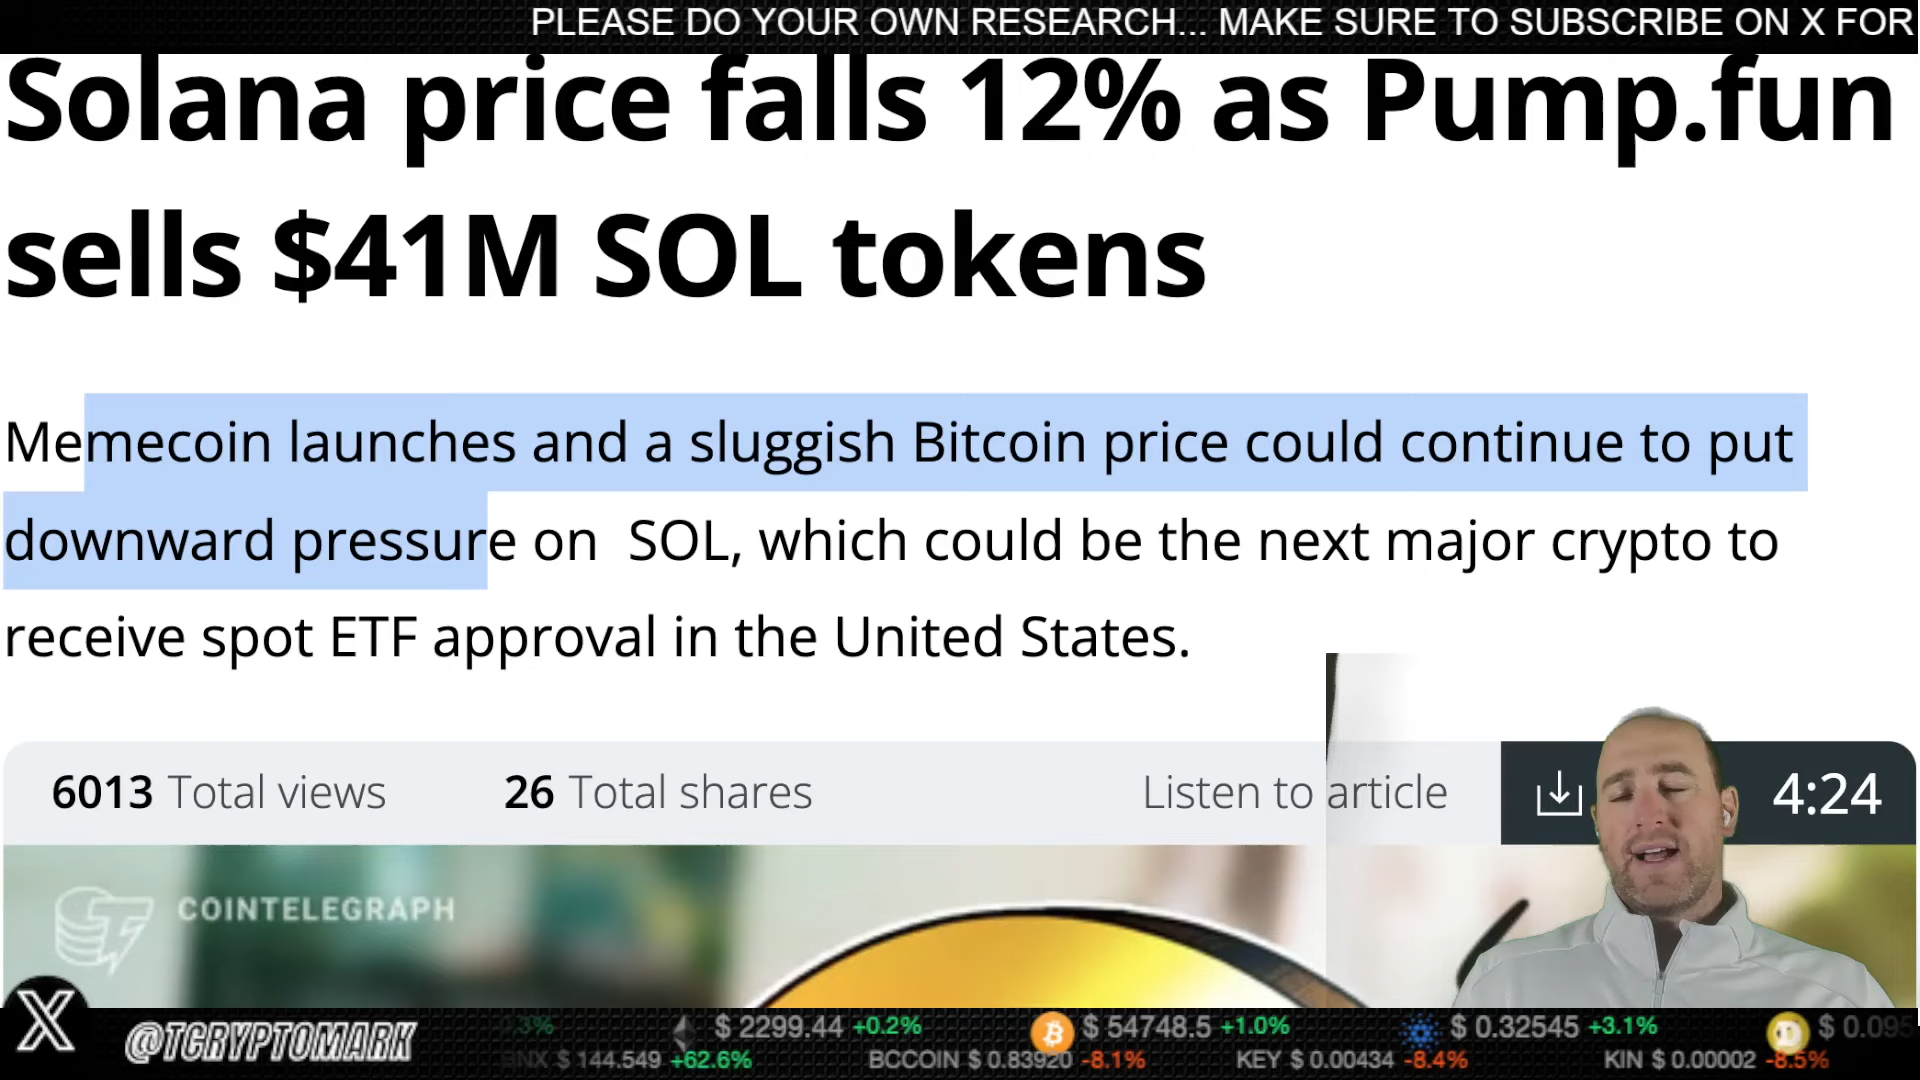 PLEASE DO YOUR OWN RESEARCH... MAKE SURE TO SUBSCRIBE ON X FOR
Solana price falls 12% as Pump.fun
sells $41M SOL tokens
Memecoin launches and a sluggish Bitcoin price could continue to put
downward pressure on SOL, which could be the next major crypto to
receive spot ETF approval in the United States.
6013 Total views 26 Total shares Listen to article 4:24
COINTELEGRAPH
X @TCRYPTOMARK
$ 2299.44 +0.2% $ 54748.5 +1.0% $ 0.32545 +3.1%
BNX $ 144.549 +62.6% BCCOIN $ 0.83920 -8.1% KEY $ 0.00434 -8.4% KIN $ 0.00002 -8.5%